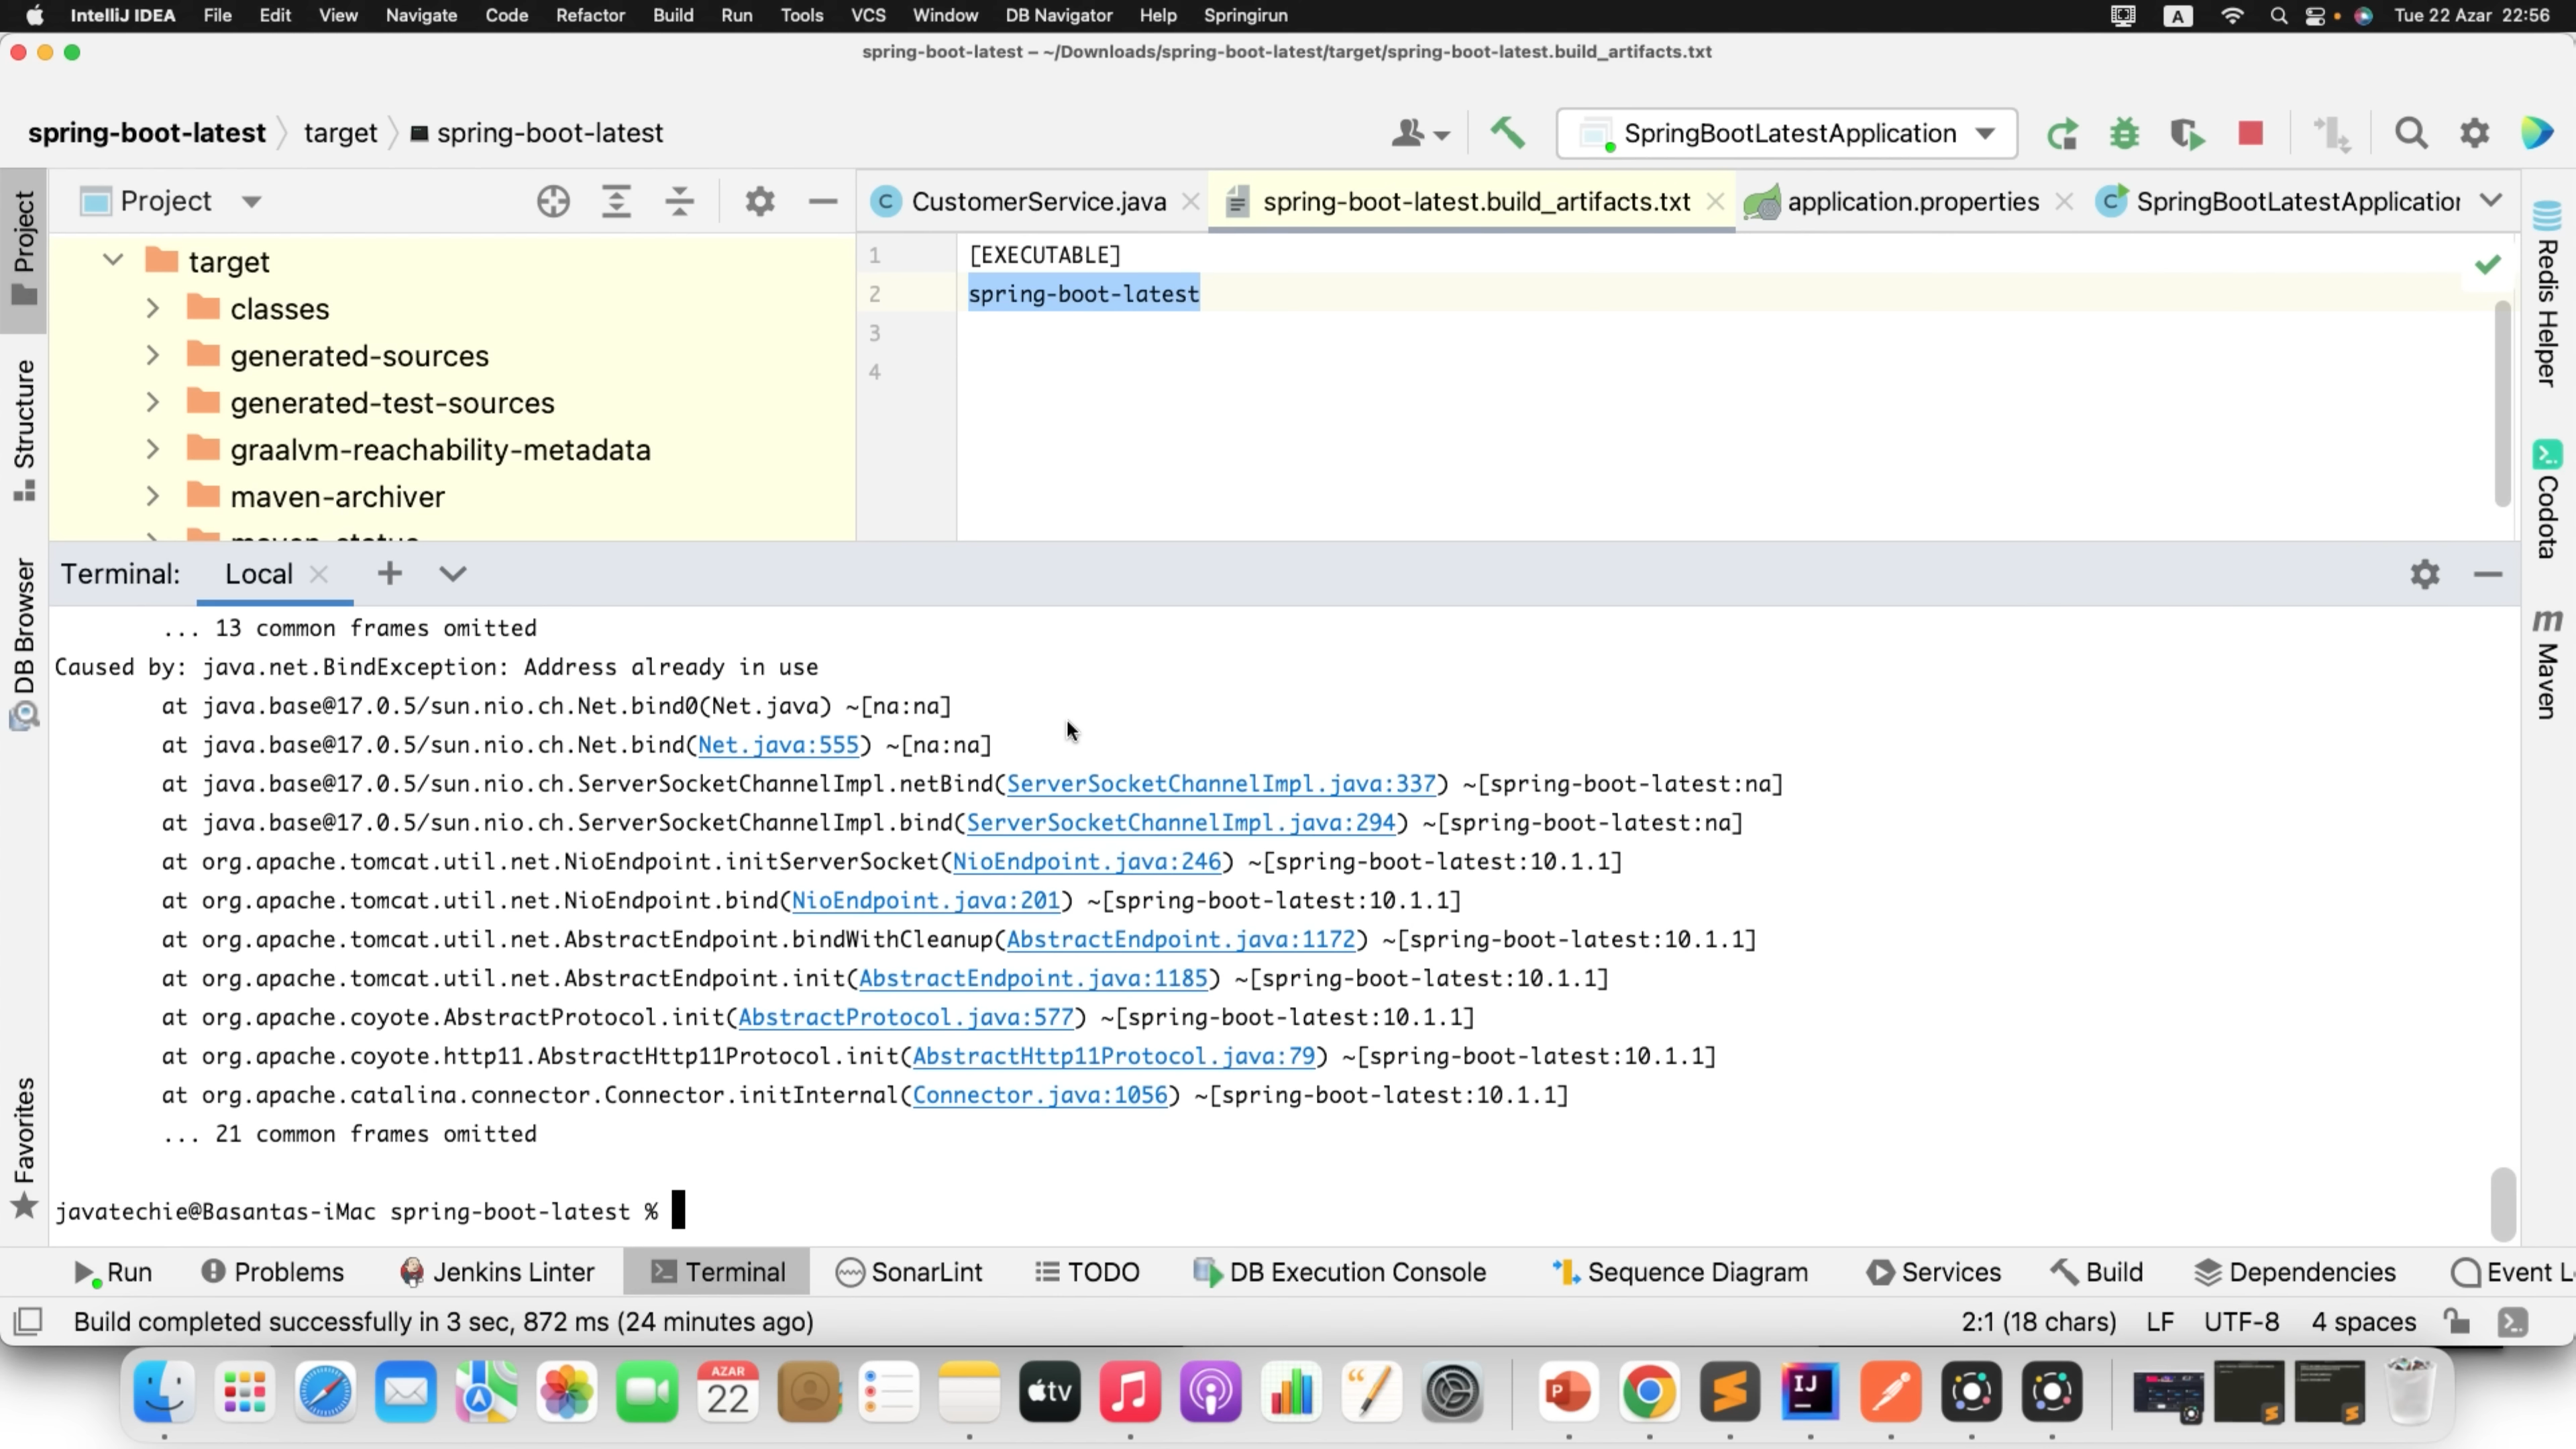 IntelliJ IDEA File Edit View Navigate Code Refactor Build Run Tools VCS Window DB Navigator Help Springirun A Tue 22 Azar 22:56
spring-boot-latest – ~/Downloads/spring-boot-latest/target/spring-boot-latest.build_artifacts.txt
spring-boot-latest target spring-boot-latest SpringBootLatestApplication
Project CustomerService.java spring-boot-latest.build_artifacts.txt application.properties SpringBootLatestApplication
target
classes
generated-sources
generated-test-sources
graalvm-reachability-metadata
maven-archiver
maven-status
1 [EXECUTABLE]
2 spring-boot-latest
3
4
Project
Structure
DB Browser
Favorites
Redis Helper
Codota
m Maven
Terminal: Local
... 13 common frames omitted
Caused by: java.net.BindException: Address already in use
at java.base@17.0.5/sun.nio.ch.Net.bind0(Net.java) ~[na:na]
at java.base@17.0.5/sun.nio.ch.Net.bind(Net.java:555) ~[na:na]
at java.base@17.0.5/sun.nio.ch.ServerSocketChannelImpl.netBind(ServerSocketChannelImpl.java:337) ~[spring-boot-latest:na]
at java.base@17.0.5/sun.nio.ch.ServerSocketChannelImpl.bind(ServerSocketChannelImpl.java:294) ~[spring-boot-latest:na]
at org.apache.tomcat.util.net.NioEndpoint.initServerSocket(NioEndpoint.java:246) ~[spring-boot-latest:10.1.1]
at org.apache.tomcat.util.net.NioEndpoint.bind(NioEndpoint.java:201) ~[spring-boot-latest:10.1.1]
at org.apache.tomcat.util.net.AbstractEndpoint.bindWithCleanup(AbstractEndpoint.java:1172) ~[spring-boot-latest:10.1.1]
at org.apache.tomcat.util.net.AbstractEndpoint.init(AbstractEndpoint.java:1185) ~[spring-boot-latest:10.1.1]
at org.apache.coyote.AbstractProtocol.init(AbstractProtocol.java:577) ~[spring-boot-latest:10.1.1]
at org.apache.coyote.http11.AbstractHttp11Protocol.init(AbstractHttp11Protocol.java:79) ~[spring-boot-latest:10.1.1]
at org.apache.catalina.connector.Connector.initInternal(Connector.java:1056) ~[spring-boot-latest:10.1.1]
... 21 common frames omitted
javatechie@Basantas-iMac spring-boot-latest %
Run Problems Jenkins Linter Terminal SonarLint TODO DB Execution Console Sequence Diagram Services Build Dependencies Event L
Build completed successfully in 3 sec, 872 ms (24 minutes ago) 2:1 (18 chars) LF UTF-8 4 spaces
AZAR
22
tv
P
IJ